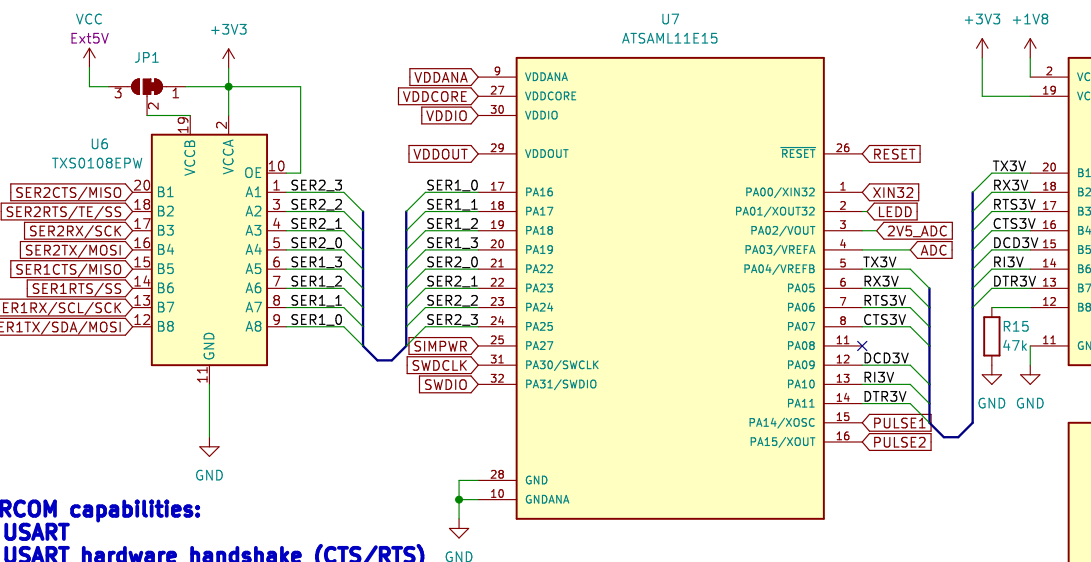 VCC
Ext5V
+3V3
JP1
3
1
2
19
2
U6
TXS0108EPW
VCCB
VCCA
OE
10
SER2CTS/MISO 20 B1 A1 1 SER2_3
SER2RTS/TE/SS 18 B2 A2 3 SER2_2
SER2RX/SCK 17 B3 A3 4 SER2_1
SER2TX/MOSI 16 B4 A4 5 SER2_0
SER1CTS/MISO 15 B5 A5 6 SER1_3
SER1RTS/SS 14 B6 A6 7 SER1_2
ER1RX/SCL/SCK 13 B7 A7 8 SER1_1
ER1TX/SDA/MOSI 12 B8 A8 9 SER1_0
GND
11
GND
U7
ATSAML11E15
VDDANA 9 VDDANA
VDDCORE 27 VDDCORE
VDDIO 30 VDDIO
VDDOUT 29 VDDOUT
SER1_0 17 PA16
SER1_1 18 PA17
SER1_2 19 PA18
SER1_3 20 PA19
SER2_0 21 PA22
SER2_1 22 PA23
SER2_2 23 PA24
SER2_3 24 PA25
SIMPWR 25 PA27
SWDCLK 31 PA30/SWCLK
SWDIO 32 PA31/SWDIO
28 GND
10 GNDANA
GND
RESET 26 RESET
PA00/XIN32 1 XIN32
PA01/XOUT32 2 LEDD
PA02/VOUT 3 2V5_ADC
PA03/VREFA 4 ADC
PA04/VREFB 5 TX3V
PA05 6 RX3V
PA06 7 RTS3V
PA07 8 CTS3V
PA08 11
PA09 12 DCD3V
PA10 13 RI3V
PA11 14 DTR3V
PA14/XOSC 15 PULSE1
PA15/XOUT 16 PULSE2
+3V3
+1V8
2 VC
19 VC
TX3V 20 B1
RX3V 18 B2
RTS3V 17 B3
CTS3V 16 B4
DCD3V 15 B5
RI3V 14 B6
DTR3V 13 B7
12 B8
R15
47k
11 GN
GND
GND
RCOM capabilities:
USART
USART hardware handshake (CTS/RTS)